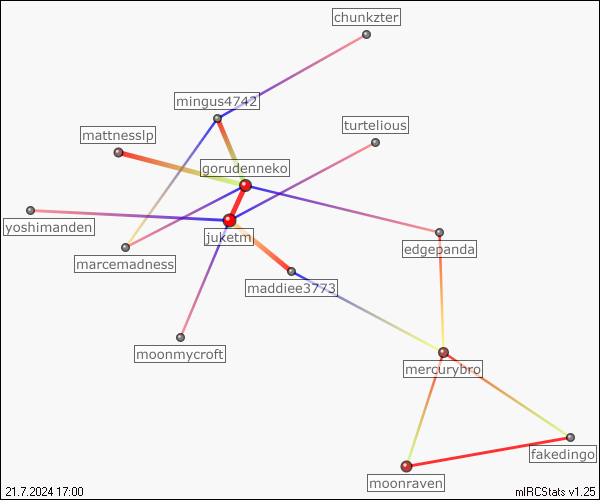 chunkzter
mingus4742
turtelious
mattnesslp
gorudenneko
yoshimanden
juketm
edgepanda
marcemadness
maddiee3773
moonmycroft
mercurybro
fakedingo
moonraven
21.7.2024 17:00
mIRCStats v1.25